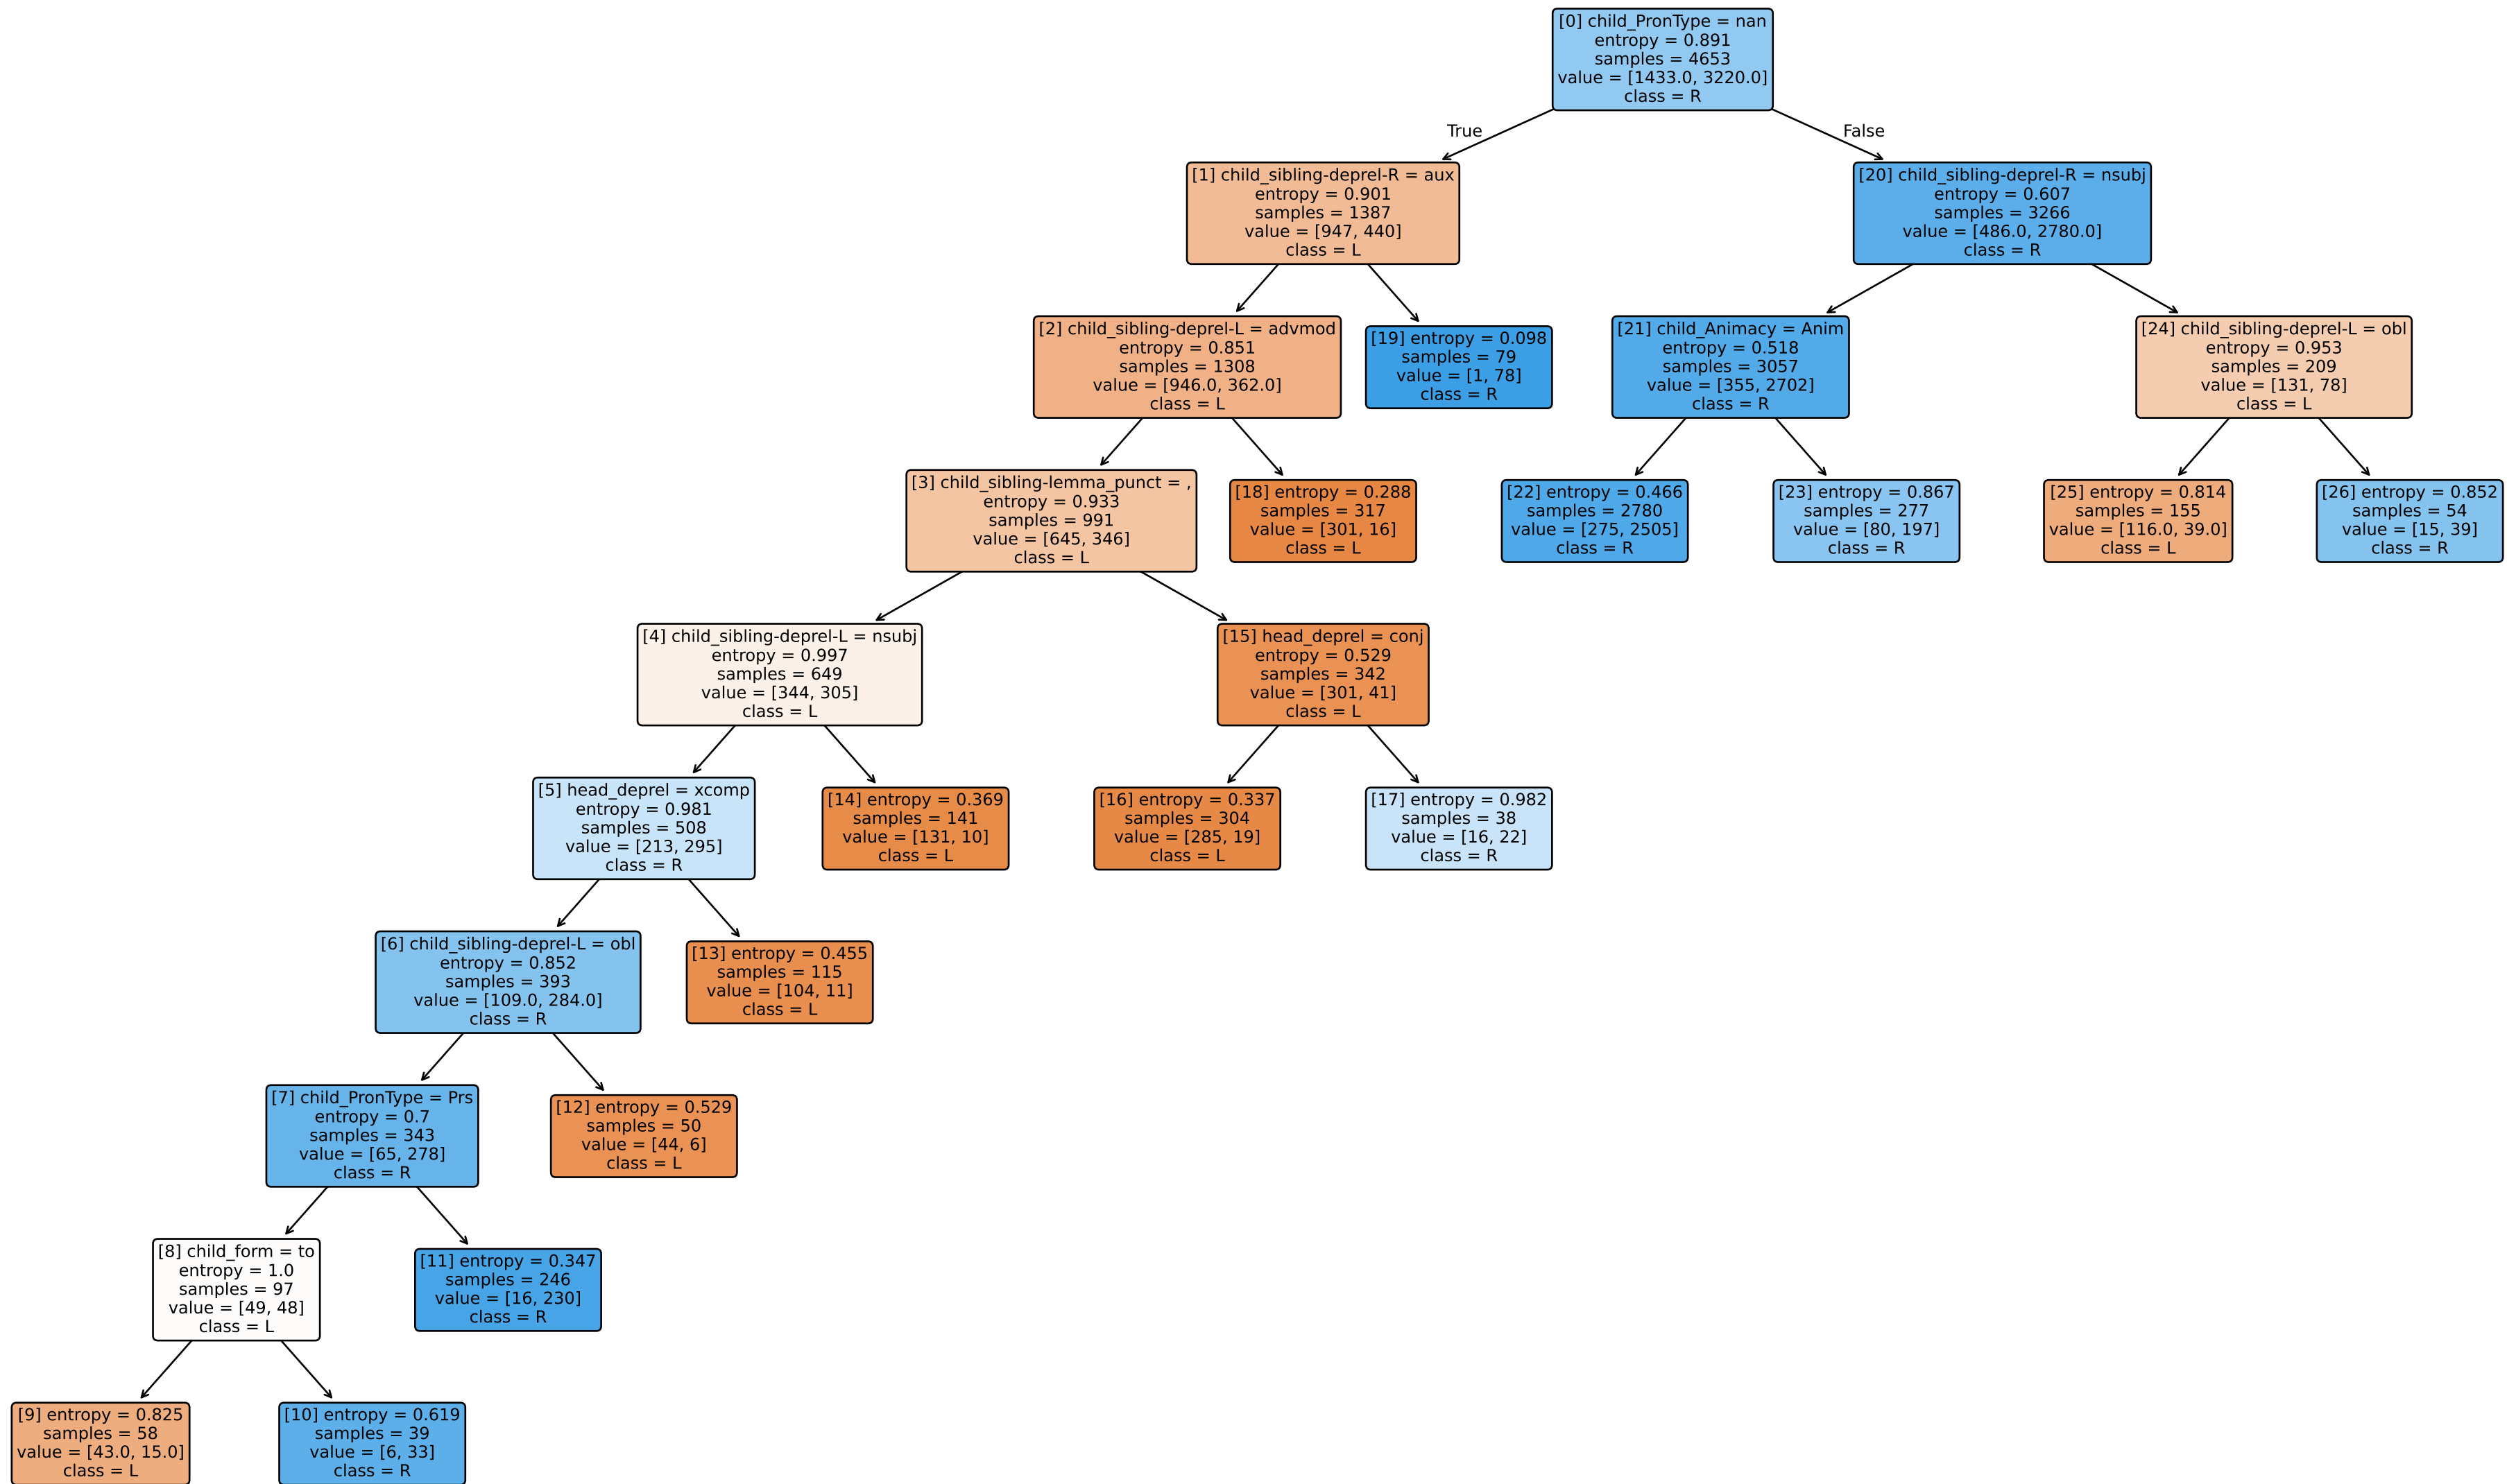 [0] child_PronType = nan
entropy = 0.891
samples = 4653
value = [1433.0, 3220.0]
class = R
True
False
[1] child_sibling-deprel-R = aux
entropy = 0.901
samples = 1387
value = [947, 440]
class = L
[20] child_sibling-deprel-R = nsubj
entropy = 0.607
samples = 3266
value = [486.0, 2780.0]
class = R
[2] child_sibling-deprel-L = advmod
entropy = 0.851
samples = 1308
value = [946.0, 362.0]
class = L
[19] entropy = 0.098
samples = 79
value = [1, 78]
class = R
[21] child_Animacy = Anim
entropy = 0.518
samples = 3057
value = [355, 2702]
class = R
[24] child_sibling-deprel-L = obl
entropy = 0.953
samples = 209
value = [131, 78]
class = L
[3] child_sibling-lemma_punct = ,
entropy = 0.933
samples = 991
value = [645, 346]
class = L
[18] entropy = 0.288
samples = 317
value = [301, 16]
class = L
[22] entropy = 0.466
samples = 2780
value = [275, 2505]
class = R
[23] entropy = 0.867
samples = 277
value = [80, 197]
class = R
[25] entropy = 0.814
samples = 155
value = [116.0, 39.0]
class = L
[26] entropy = 0.852
samples = 54
value = [15, 39]
class = R
[4] child_sibling-deprel-L = nsubj
entropy = 0.997
samples = 649
value = [344, 305]
class = L
[15] head_deprel = conj
entropy = 0.529
samples = 342
value = [301, 41]
class = L
[5] head_deprel = xcomp
entropy = 0.981
samples = 508
value = [213, 295]
class = R
[14] entropy = 0.369
samples = 141
value = [131, 10]
class = L
[16] entropy = 0.337
samples = 304
value = [285, 19]
class = L
[17] entropy = 0.982
samples = 38
value = [16, 22]
class = R
[6] child_sibling-deprel-L = obl
entropy = 0.852
samples = 393
value = [109.0, 284.0]
class = R
[13] entropy = 0.455
samples = 115
value = [104, 11]
class = L
[7] child_PronType = Prs
entropy = 0.7
samples = 343
value = [65, 278]
class = R
[12] entropy = 0.529
samples = 50
value = [44, 6]
class = L
[8] child_form = to
entropy = 1.0
samples = 97
value = [49, 48]
class = L
[11] entropy = 0.347
samples = 246
value = [16, 230]
class = R
[9] entropy = 0.825
samples = 58
value = [43.0, 15.0]
class = L
[10] entropy = 0.619
samples = 39
value = [6, 33]
class = R